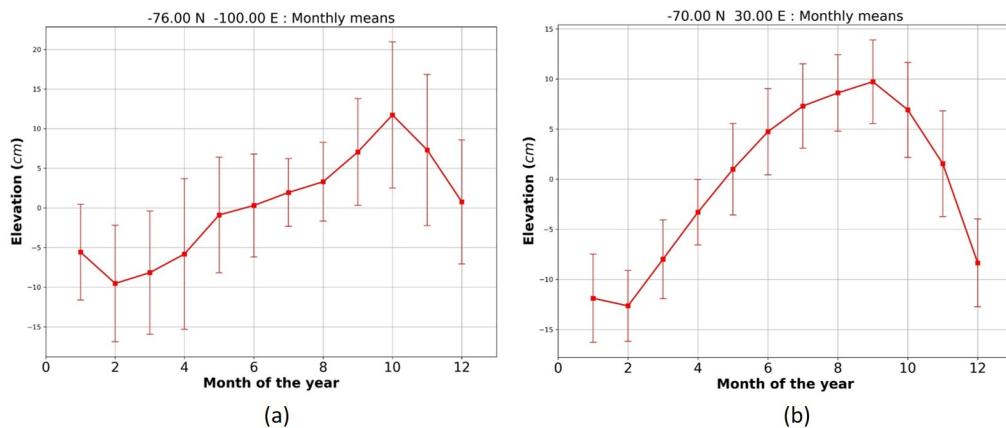 -76.00 N  -100.00 E : Monthly means
20
15
10
5
0
−5
−10
−15
Elevation (cm)
0 2 4 6 8 10 12
Month of the year
(a)
-70.00 N  30.00 E : Monthly means
15
10
5
0
−5
−10
−15
Elevation (cm)
0 2 4 6 8 10 12
Month of the year
(b)